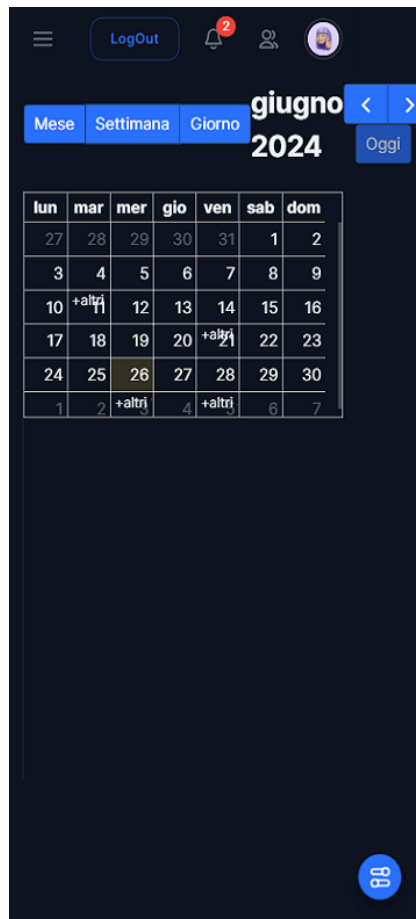 LogOut
2
Mese Settimana Giorno
giugno
2024
Oggi
lun mar mer gio ven sab dom
27 28 29 30 31 1 2
3 4 5 6 7 8 9
+altri
10 11 12 13 14 15 16
+altri
17 18 19 20 21 22 23
24 25 26 27 28 29 30
+altri +altri
1 2 3 4 5 6 7